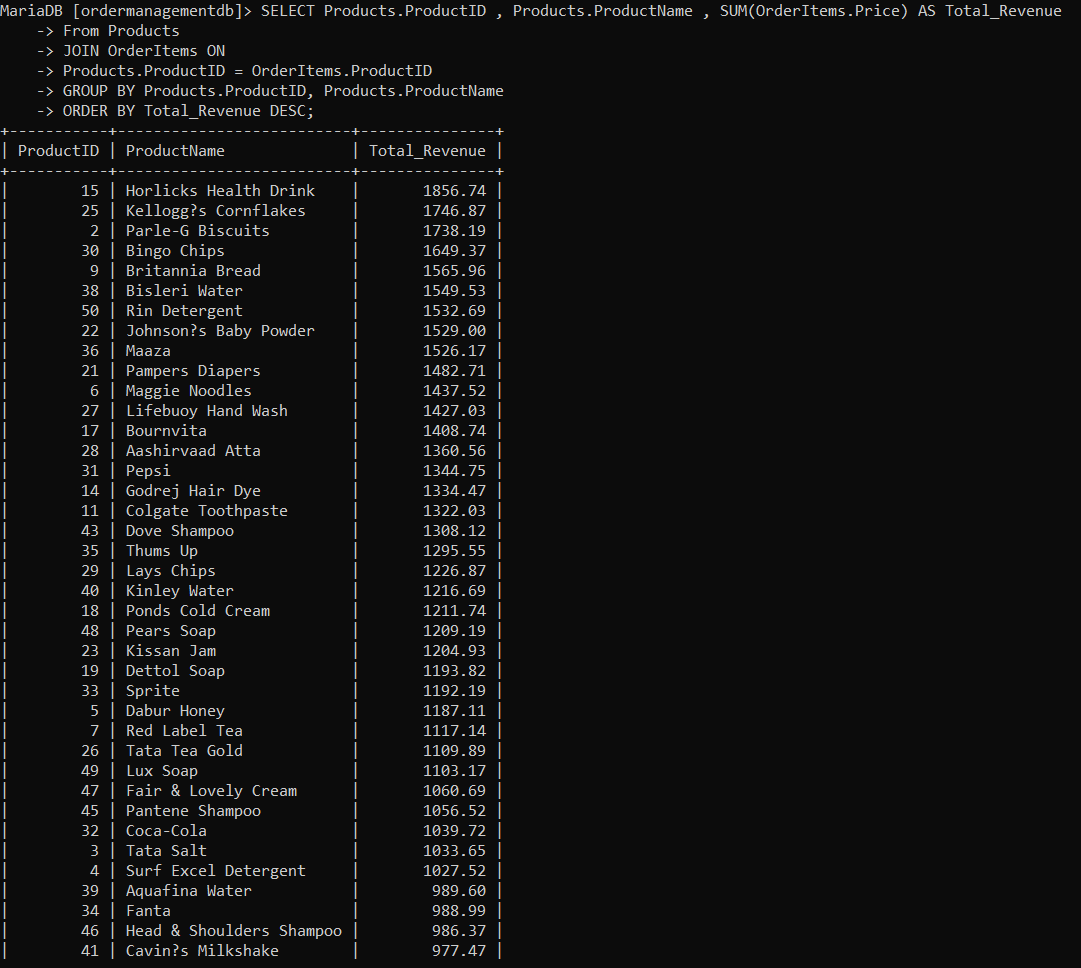 MariaDB [ordermanagementdb]> SELECT Products.ProductID , Products.ProductName , SUM(OrderItems.Price) AS Total_Revenue
    -> From Products
    -> JOIN OrderItems ON
    -> Products.ProductID = OrderItems.ProductID
    -> GROUP BY Products.ProductID, Products.ProductName
    -> ORDER BY Total_Revenue DESC;
+-----------+--------------------------+---------------+
| ProductID | ProductName              | Total_Revenue |
+-----------+--------------------------+---------------+
|        15 | Horlicks Health Drink    |       1856.74 |
|        25 | Kellogg?s Cornflakes     |       1746.87 |
|         2 | Parle-G Biscuits         |       1738.19 |
|        30 | Bingo Chips              |       1649.37 |
|         9 | Britannia Bread          |       1565.96 |
|        38 | Bisleri Water            |       1549.53 |
|        50 | Rin Detergent            |       1532.69 |
|        22 | Johnson?s Baby Powder    |       1529.00 |
|        36 | Maaza                    |       1526.17 |
|        21 | Pampers Diapers          |       1482.71 |
|         6 | Maggie Noodles           |       1437.52 |
|        27 | Lifebuoy Hand Wash       |       1427.03 |
|        17 | Bournvita                |       1408.74 |
|        28 | Aashirvaad Atta          |       1360.56 |
|        31 | Pepsi                    |       1344.75 |
|        14 | Godrej Hair Dye          |       1334.47 |
|        11 | Colgate Toothpaste       |       1322.03 |
|        43 | Dove Shampoo             |       1308.12 |
|        35 | Thums Up                 |       1295.55 |
|        29 | Lays Chips               |       1226.87 |
|        40 | Kinley Water             |       1216.69 |
|        18 | Ponds Cold Cream         |       1211.74 |
|        48 | Pears Soap               |       1209.19 |
|        23 | Kissan Jam               |       1204.93 |
|        19 | Dettol Soap              |       1193.82 |
|        33 | Sprite                   |       1192.19 |
|         5 | Dabur Honey              |       1187.11 |
|         7 | Red Label Tea            |       1117.14 |
|        26 | Tata Tea Gold            |       1109.89 |
|        49 | Lux Soap                 |       1103.17 |
|        47 | Fair & Lovely Cream      |       1060.69 |
|        45 | Pantene Shampoo          |       1056.52 |
|        32 | Coca-Cola                |       1039.72 |
|         3 | Tata Salt                |       1033.65 |
|         4 | Surf Excel Detergent     |       1027.52 |
|        39 | Aquafina Water           |        989.60 |
|        34 | Fanta                    |        988.99 |
|        46 | Head & Shoulders Shampoo |        986.37 |
|        41 | Cavin?s Milkshake        |        977.47 |